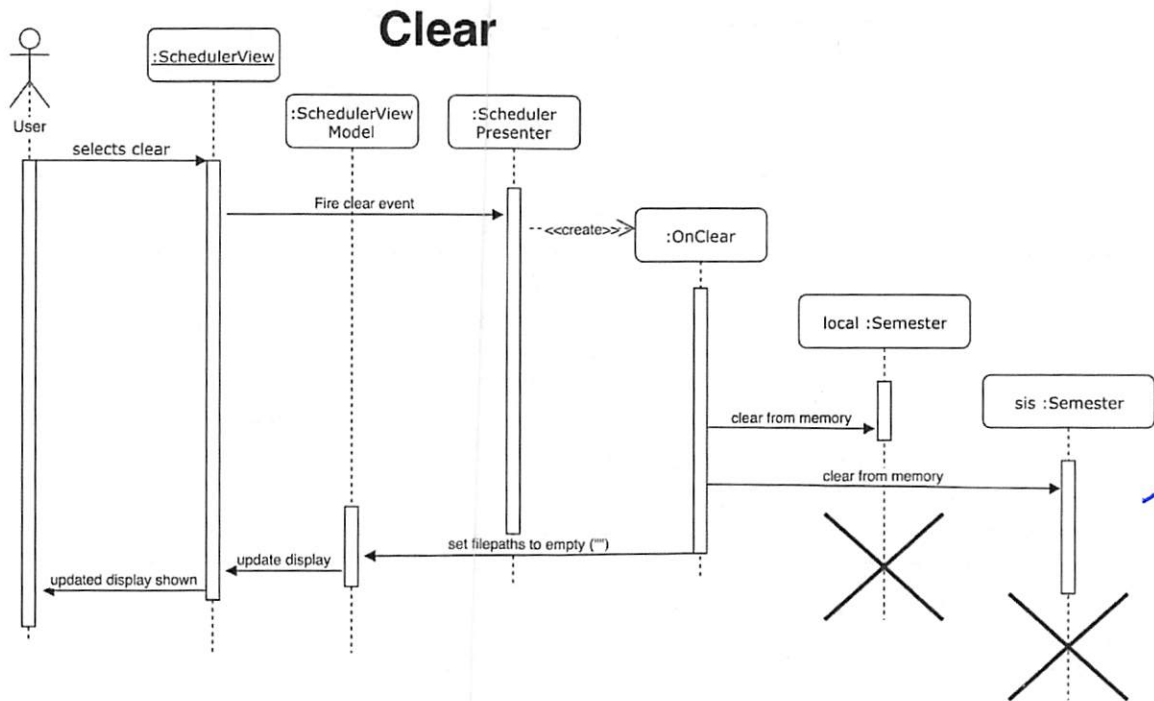 Clear
:SchedulerView
User
:SchedulerView
Model
:Scheduler
Presenter
selects clear
Fire clear event
<<create>>
:OnClear
local :Semester
sis :Semester
clear from memory
clear from memory
set filepaths to empty ("")
update display
updated display shown